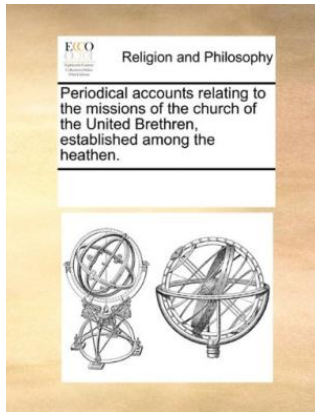 ECCO
Religion and Philosophy
Periodical accounts relating to
the missions of the church of
the United Brethren,
established among the
heathen.